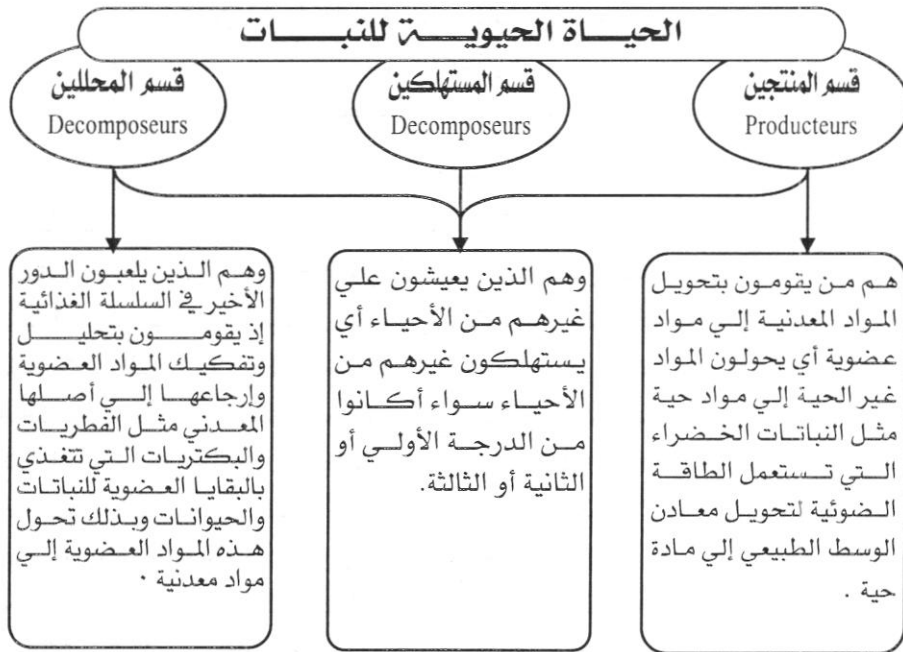 الحياة الحيوية للنبات
قسم المنتجين
Producteurs
قسم المستهلكين
Decomposeurs
قسم المحللين
Decomposeurs
هم من يقومون بتحويل
المواد المعدنية إلي مواد
عضوية أي يحولون المواد
غير الحية إلي مواد حية
مثل النباتات الخضراء
التي تستعمل الطاقة
الضوئية لتحويل معادن
الوسط الطبيعي إلي مادة
حية .
وهم الذين يعيشون علي
غيرهم من الأحياء أي
يستهلكون غيرهم من
الأحياء سواء أكانوا
من الدرجة الأولي أو
الثانية أو الثالثة.
وهم الذين يلعبون الدور
الأخير في السلسلة الغذائية
إذ يقومون بتحليل
وتفكيك المواد العضوية
وإرجاعها إلي أصلها
المعدني مثل الفطريات
والبكتريات التي تتغذي
بالبقايا العضوية للنباتات
والحيوانات وبذلك تحول
هذه المواد العضوية إلي
مواد معدنية .